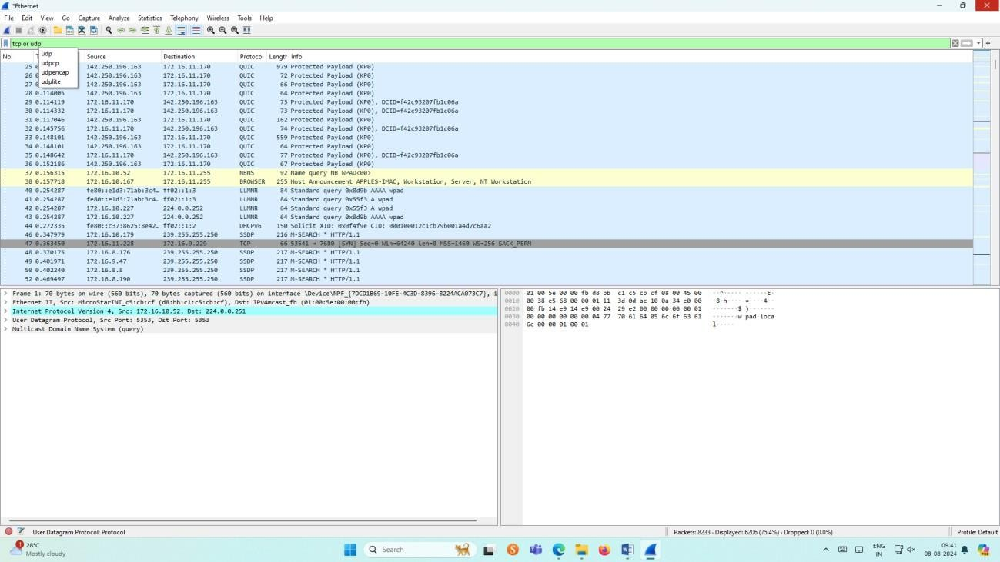 *Ethernet
File Edit View Go Capture Analyze Statistics Telephony Wireless Tools Help
tcp or udp
udp
udpcp
udpencap
udplite
No. T Source Destination Protocol Length Info
25 0 142.250.196.163 172.16.11.170 QUIC 979 Protected Payload (KP0)
26 0 142.250.196.163 172.16.11.170 QUIC 72 Protected Payload (KP0)
27 0 142.250.196.163 172.16.11.170 QUIC 66 Protected Payload (KP0)
28 0.114005 142.250.196.163 172.16.11.170 QUIC 64 Protected Payload (KP0)
29 0.114119 172.16.11.170 142.250.196.163 QUIC 73 Protected Payload (KP0), DCID=f42c93207fb1c06a
30 0.114332 172.16.11.170 142.250.196.163 QUIC 73 Protected Payload (KP0), DCID=f42c93207fb1c06a
31 0.117046 142.250.196.163 172.16.11.170 QUIC 162 Protected Payload (KP0)
32 0.145756 172.16.11.170 142.250.196.163 QUIC 74 Protected Payload (KP0), DCID=f42c93207fb1c06a
33 0.148101 142.250.196.163 172.16.11.170 QUIC 559 Protected Payload (KP0)
34 0.148101 142.250.196.163 172.16.11.170 QUIC 64 Protected Payload (KP0)
35 0.148642 172.16.11.170 142.250.196.163 QUIC 77 Protected Payload (KP0), DCID=f42c93207fb1c06a
36 0.152186 142.250.196.163 172.16.11.170 QUIC 67 Protected Payload (KP0)
37 0.156315 172.16.10.52 172.16.11.255 NBNS 92 Name query NB WPAD<00>
38 0.157718 172.16.10.167 172.16.11.255 BROWSER 255 Host Announcement APPLES-IMAC, Workstation, Server, NT Workstation
40 0.254287 fe80::e1d3:71ab:3c4… ff02::1:3 LLMNR 84 Standard query 0x8d9b AAAA wpad
41 0.254287 fe80::e1d3:71ab:3c4… ff02::1:3 LLMNR 84 Standard query 0x55f3 A wpad
42 0.254287 172.16.10.227 224.0.0.252 LLMNR 64 Standard query 0x55f3 A wpad
43 0.254287 172.16.10.227 224.0.0.252 LLMNR 64 Standard query 0x8d9b AAAA wpad
44 0.272335 fe80::c37:8625:8e42… ff02::1:2 DHCPv6 150 Solicit XID: 0x0f4f9e CID: 000100012c1cb79b001a4d7c6aa2
46 0.347979 172.16.10.179 239.255.255.250 SSDP 216 M-SEARCH * HTTP/1.1
47 0.363450 172.16.11.228 172.16.9.229 TCP 66 53541 → 7680 [SYN] Seq=0 Win=64240 Len=0 MSS=1460 WS=256 SACK_PERM
48 0.370175 172.16.8.176 239.255.255.250 SSDP 217 M-SEARCH * HTTP/1.1
49 0.401971 172.16.9.47 239.255.255.250 SSDP 217 M-SEARCH * HTTP/1.1
50 0.402240 172.16.8.8 239.255.255.250 SSDP 217 M-SEARCH * HTTP/1.1
52 0.469497 172.16.8.190 239.255.255.250 SSDP 217 M-SEARCH * HTTP/1.1
Frame 1: 70 bytes on wire (560 bits), 70 bytes captured (560 bits) on interface \Device\NPF_{7DCD1B69-10FE-4C3D-8396-8224ACA073C7}, i
Ethernet II, Src: MicroStarINT_c5:cb:cf (d8:bb:c1:c5:cb:cf), Dst: IPv4mcast_fb (01:00:5e:00:00:fb)
Internet Protocol Version 4, Src: 172.16.10.52, Dst: 224.0.0.251
User Datagram Protocol, Src Port: 5353, Dst Port: 5353
Multicast Domain Name System (query)
0000 01 00 5e 00 00 fb d8 bb c1 c5 cb cf 08 00 45 00 ··^····· ······E·
0010 00 38 e5 68 00 00 01 11 3d 0d ac 10 0a 34 e0 00 ·8·h···· =····4··
0020 00 fb 14 e9 14 e9 00 24 29 e2 00 00 00 00 00 01 ·······$ )·······
0030 00 00 00 00 00 00 04 77 70 61 64 05 6c 6f 63 61 ·······w pad·loca
0040 6c 00 00 01 00 01 l·····
User Datagram Protocol: Protocol
Packets: 8233 · Displayed: 6206 (75.4%) · Dropped: 0 (0.0%)
Profile: Default
1
28°C
Mostly cloudy
Search
ENG
IN
09:41
08-08-2024